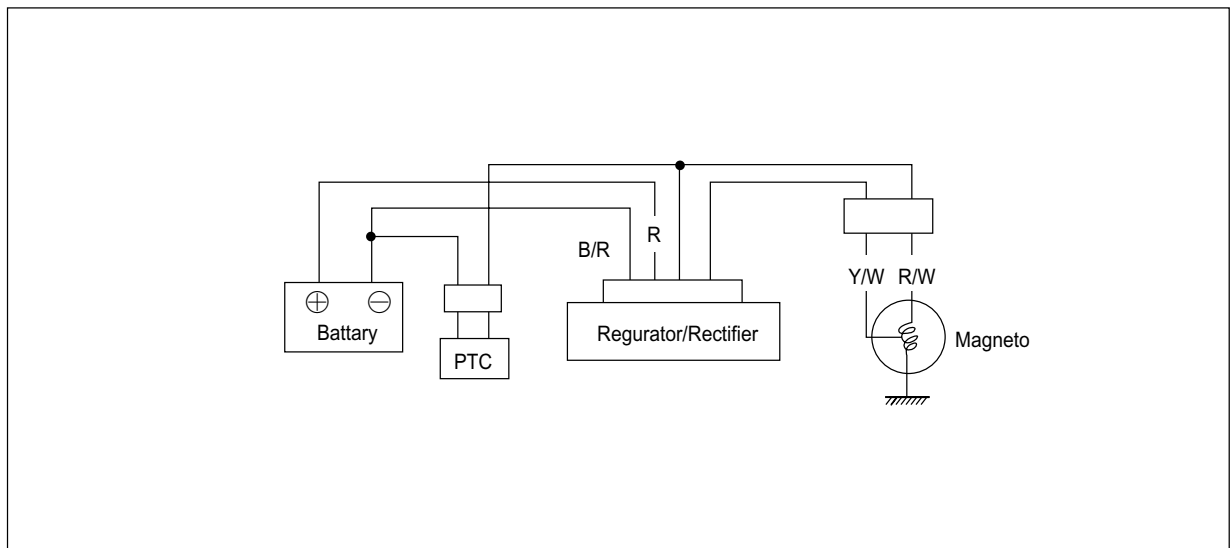 B/R
R
Y/W R/W
⊕ ⊖
Battary
PTC
Regurator/Rectifier
Magneto